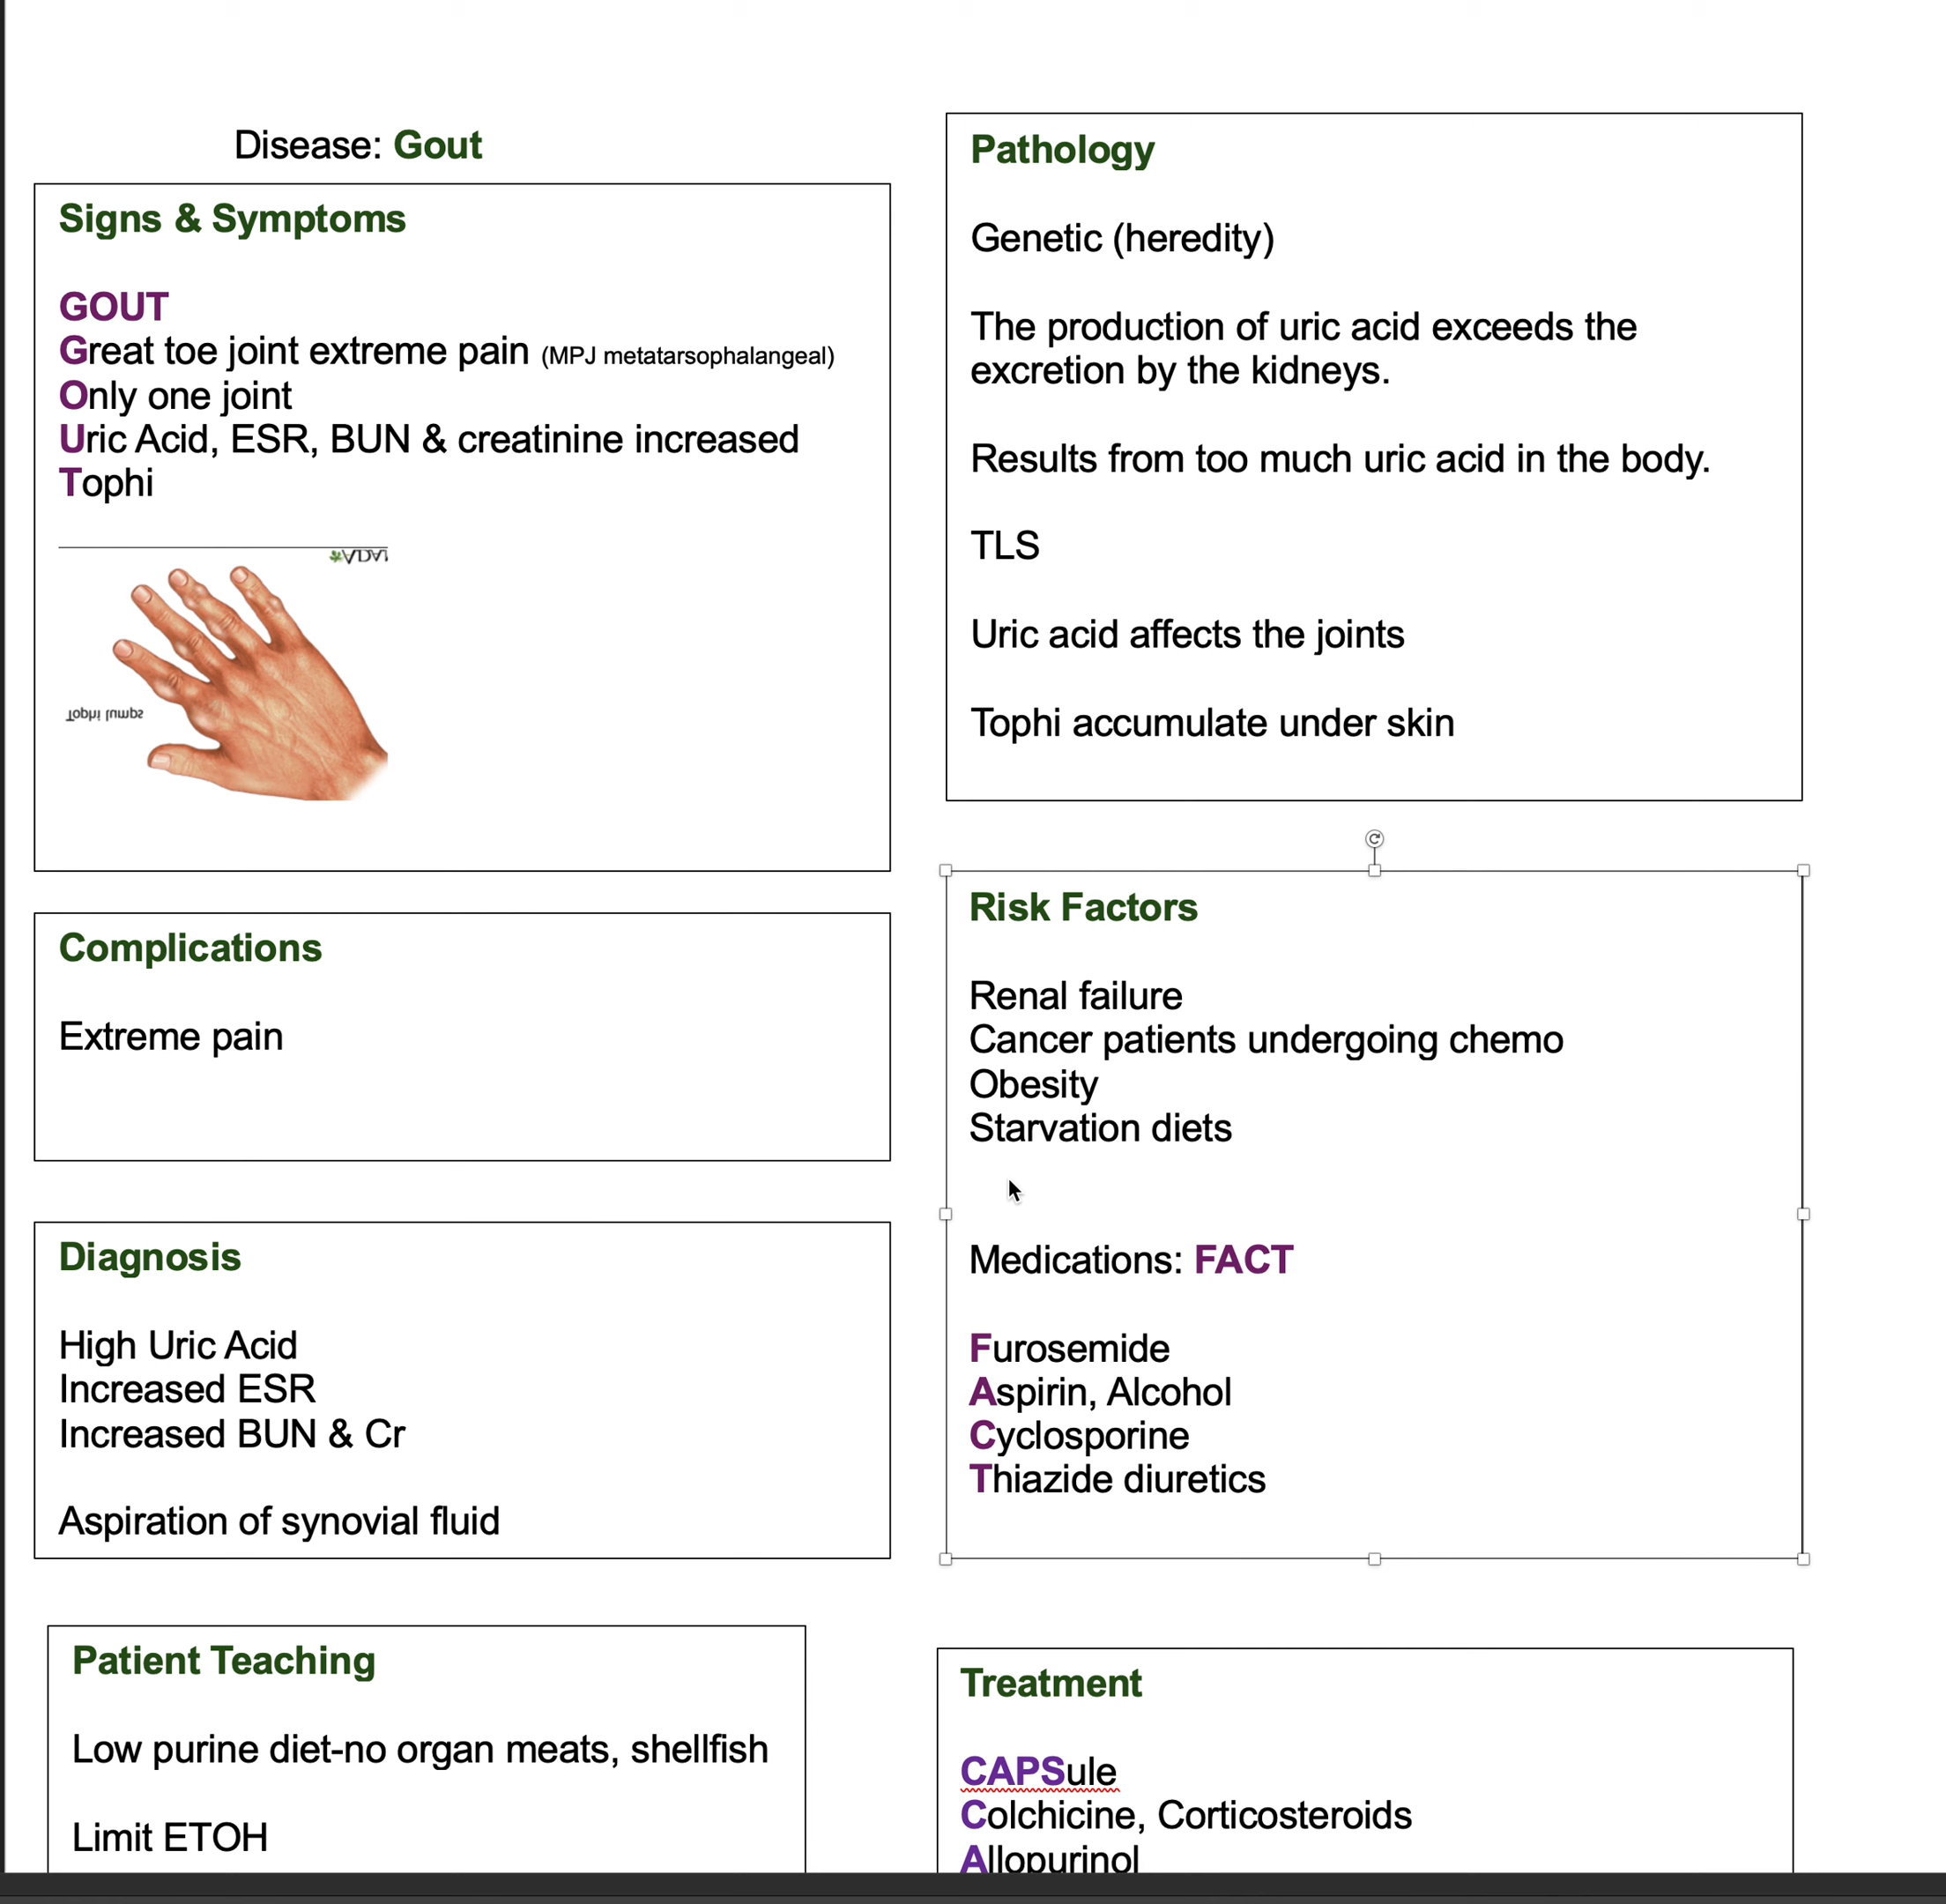 Disease: Gout
Signs & Symptoms
GOUT
Great toe joint extreme pain (MPJ metatarsophalangeal)
Only one joint
Uric Acid, ESR, BUN & creatinine increased
Tophi
Tophi lumps
Complications
Extreme pain
Diagnosis
High Uric Acid
Increased ESR
Increased BUN & Cr
Aspiration of synovial fluid
Patient Teaching
Low purine diet-no organ meats, shellfish
Limit ETOH
Pathology
Genetic (heredity)
The production of uric acid exceeds the
excretion by the kidneys.
Results from too much uric acid in the body.
TLS
Uric acid affects the joints
Tophi accumulate under skin
Risk Factors
Renal failure
Cancer patients undergoing chemo
Obesity
Starvation diets
Medications: FACT
Furosemide
Aspirin, Alcohol
Cyclosporine
Thiazide diuretics
Treatment
CAPSule
Colchicine, Corticosteroids
Allopurinol